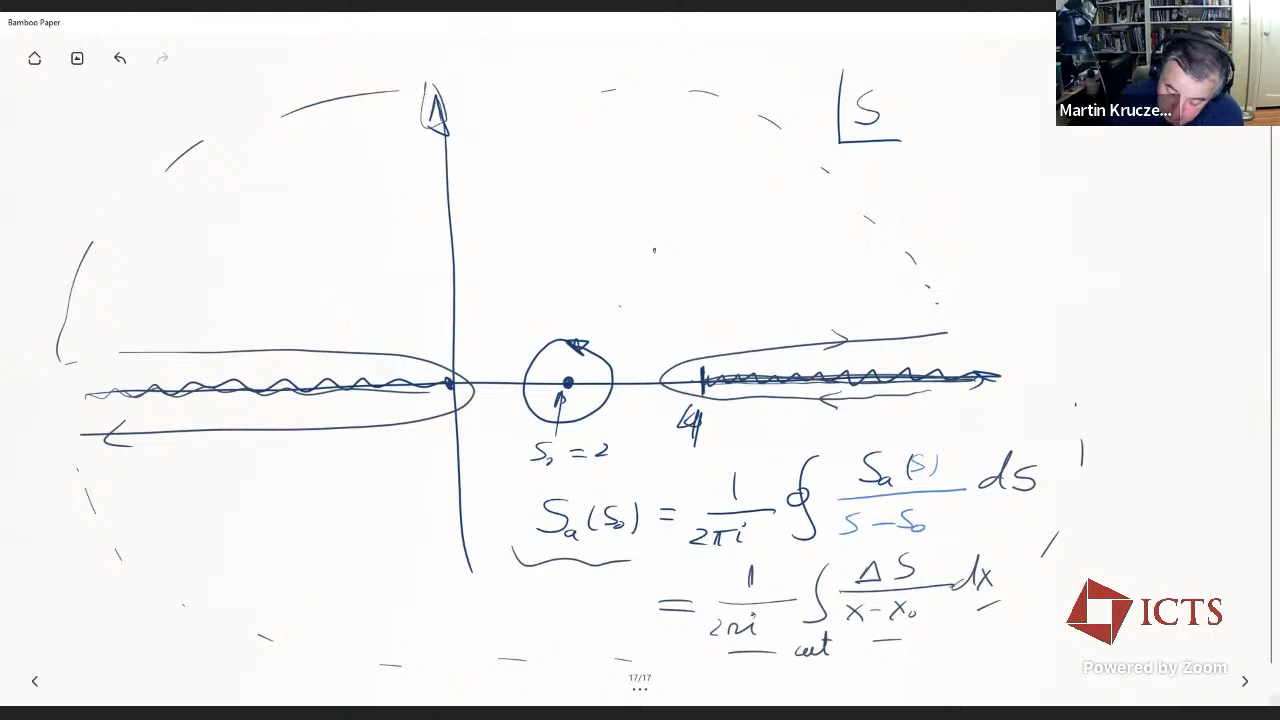 Bamboo Paper
Martin Krucze...
S
4
S₀ = 2
Sₐ(S₀) = 1/2πi ∮ Sₐ(S)/S − S₀ dS
= 1/2πi ∫cut ΔS/x − x₀ dx
ICTS
Powered by Zoom
17/17